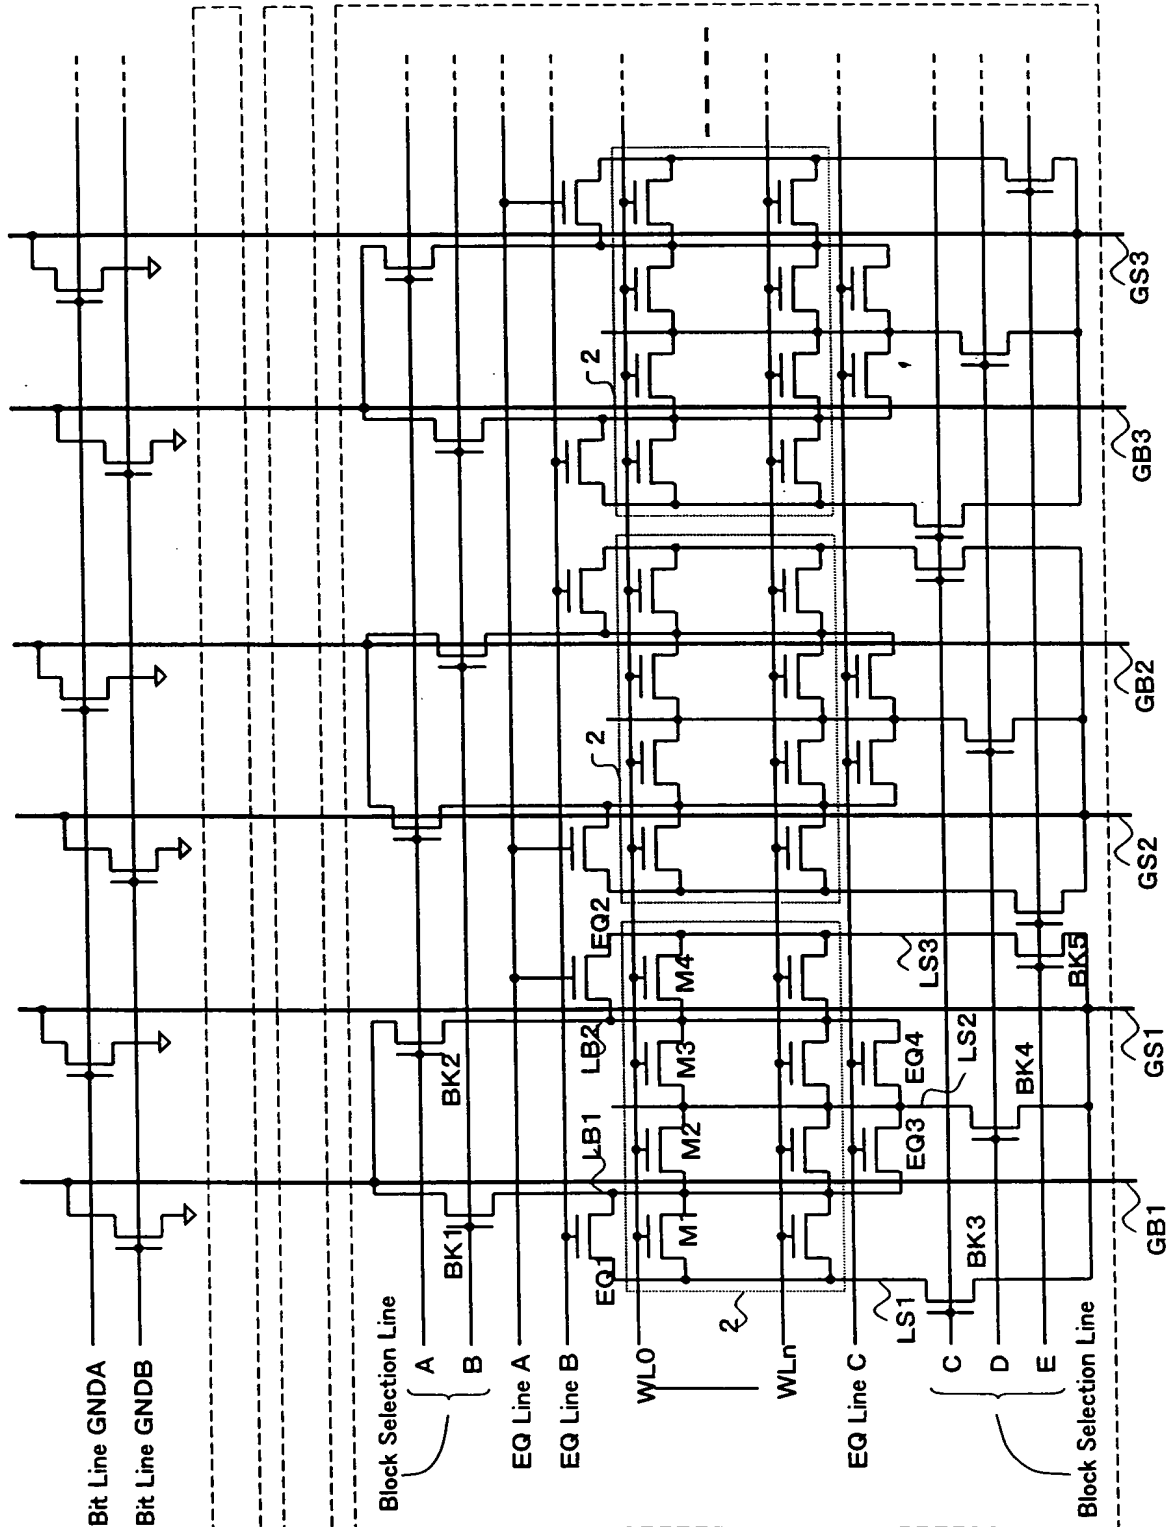 Bit Line GNDA
Bit Line GNDB
Block Selection Line
A
B
BK1
BK2
EQ Line A
EQ Line B
EQ1
LB1
LB2
EQ2
2
2
2
WL0
M1
M2
M3
M4
WLn
EQ Line C
EQ3
EQ4
LS1
LS2
LS3
C
D
E
BK3
BK4
BK5
Block Selection Line
GB1
GS1
GS2
GB2
GB3
GS3